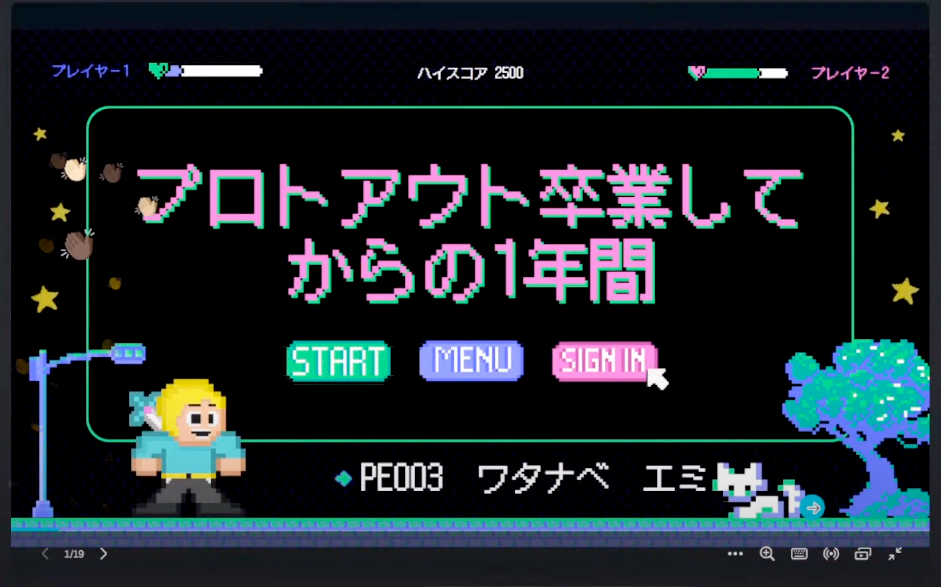 プレイヤー1
ハイスコア 2500
プレイヤー2
プロトアウト卒業して
からの1年間
START
MENU
SIGN IN
PE003 ワタナベ エミ
1/19